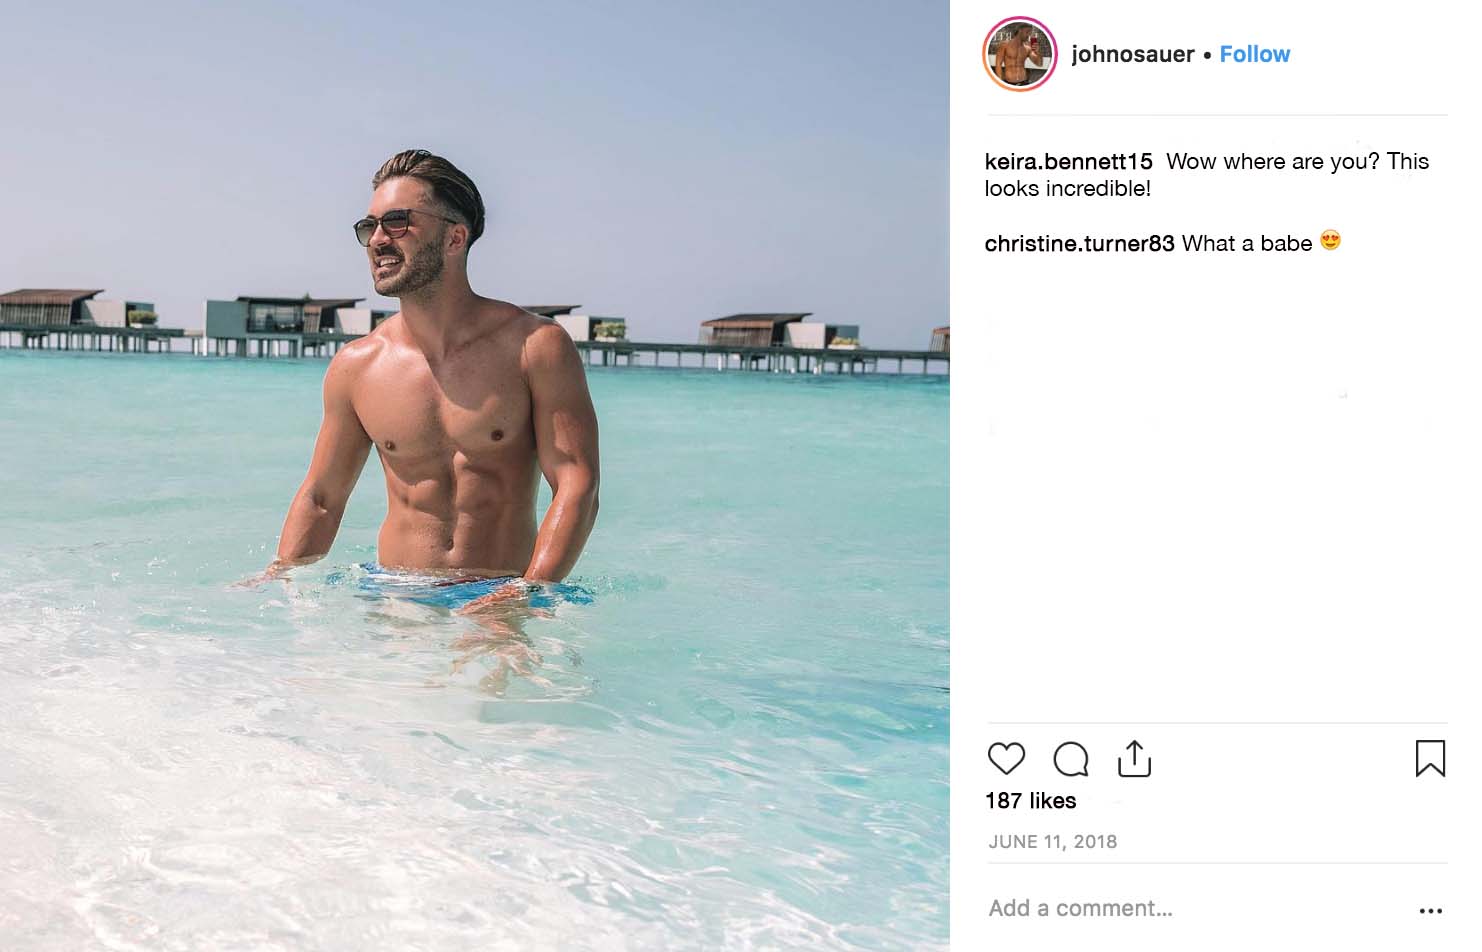 johnosauer • Follow
keira.bennett15 Wow where are you? This
looks incredible!
christine.turner83 What a babe 😍
187 likes
JUNE 11, 2018
Add a comment...